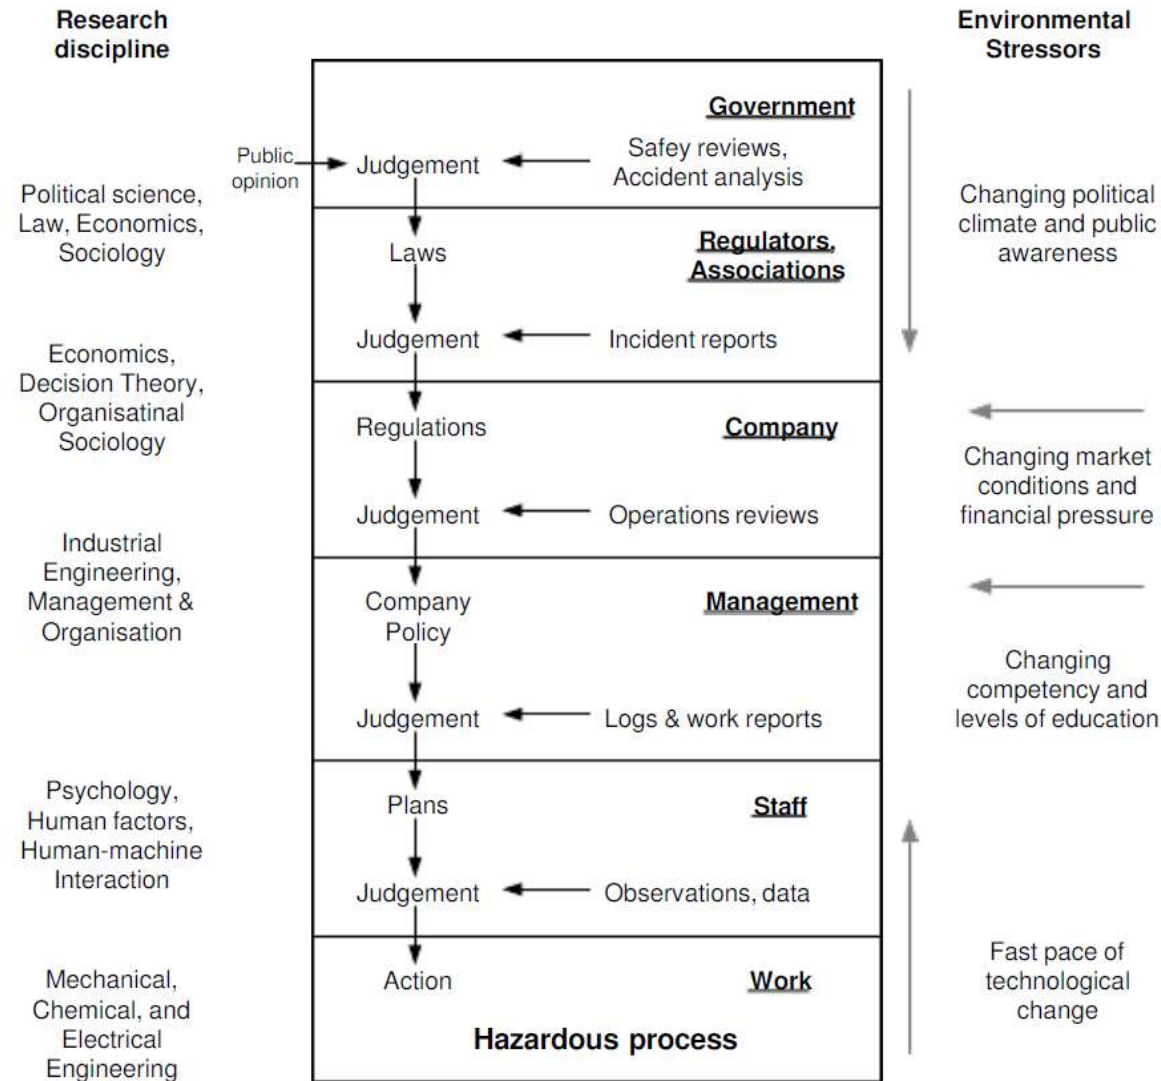 Research
discipline
Environmental
Stressors
Government
Public
opinion
Judgement
Safey reviews,
Accident analysis
Political science,
Law, Economics,
Sociology
Changing political
climate and public
awareness
Laws
Regulators,
Associations
Judgement
Incident reports
Economics,
Decision Theory,
Organisatinal
Sociology
Regulations
Company
Changing market
conditions and
financial pressure
Judgement
Operations reviews
Industrial
Engineering,
Management &
Organisation
Company
Policy
Management
Changing
competency and
levels of education
Judgement
Logs & work reports
Psychology,
Human factors,
Human-machine
Interaction
Plans
Staff
Judgement
Observations, data
Mechanical,
Chemical, and
Electrical
Engineering
Action
Work
Fast pace of
technological
change
Hazardous process